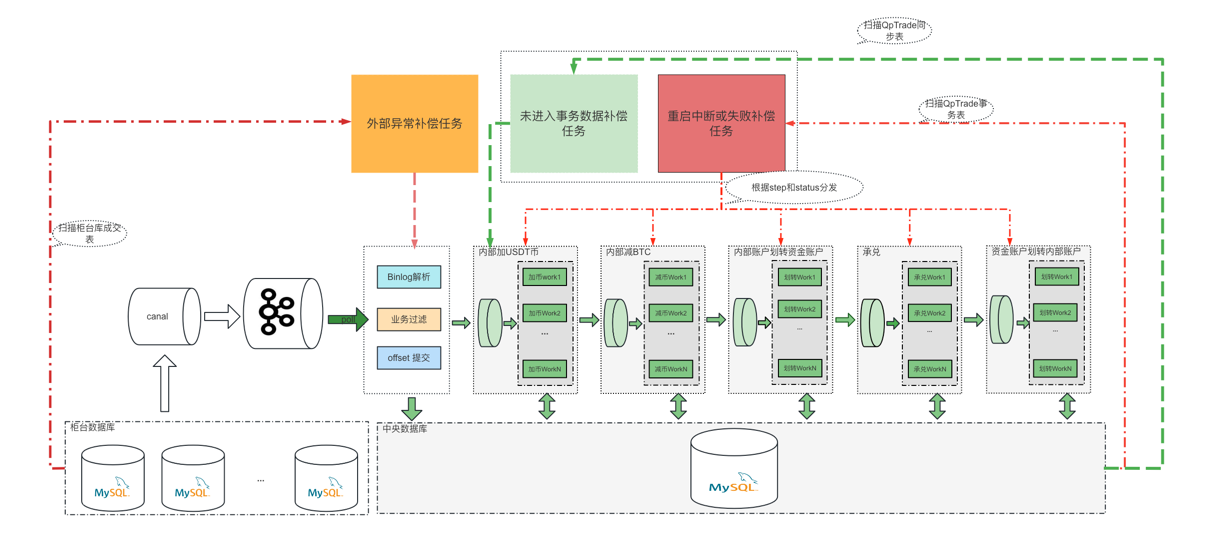 扫描QpTrade同
步表
外部异常补偿任务
未进入事务数据补偿
任务
重启中断或失败补偿
任务
扫描QpTrade事
务表
根据step和status分发
扫描柜台库成交
表
内部加USDT币
内部减BTC
内部账户划转资金账户
承兑
资金账户划转内部账户
canal
poll
Binlog解析
业务过滤
offset 提交
加币work1
加币Work2
...
加币WorkN
减币Work1
减币Work2
...
减币WorkN
划转Work1
划转Work2
...
划转WorkN
承兑Work1
承兑Work2
...
承兑WorkN
划转Work1
划转Work2
...
划转WorkN
柜台数据库
MySQL
MySQL
...
MySQL
中央数据库
MySQL